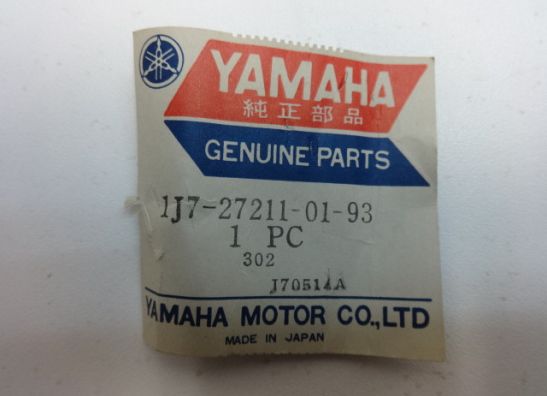 YAMAHA
純正部品
GENUINE PARTS
1J7-27211-01-93
1 PC
302
J70514A
YAMAHA MOTOR CO.,LTD
MADE IN JAPAN